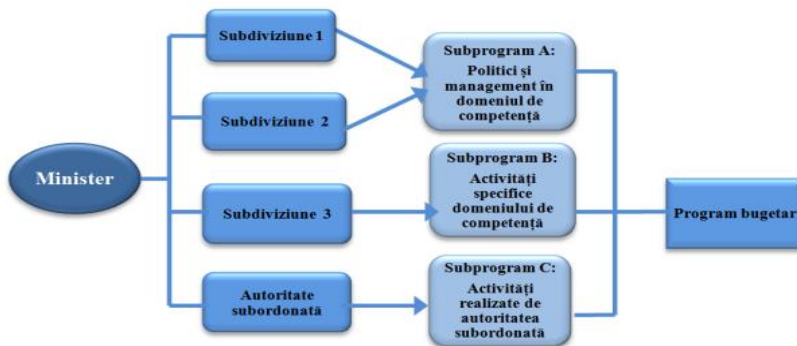 Minister
Subdiviziune 1
Subdiviziune 2
Subdiviziune 3
Autoritate
subordonată
Subprogram A:
Politici și
management în
domeniul de
competență
Subprogram B:
Activități
specifice
domeniului de
competență
Subprogram C:
Activități
realizate de
autoritatea
subordonată
Program bugetar